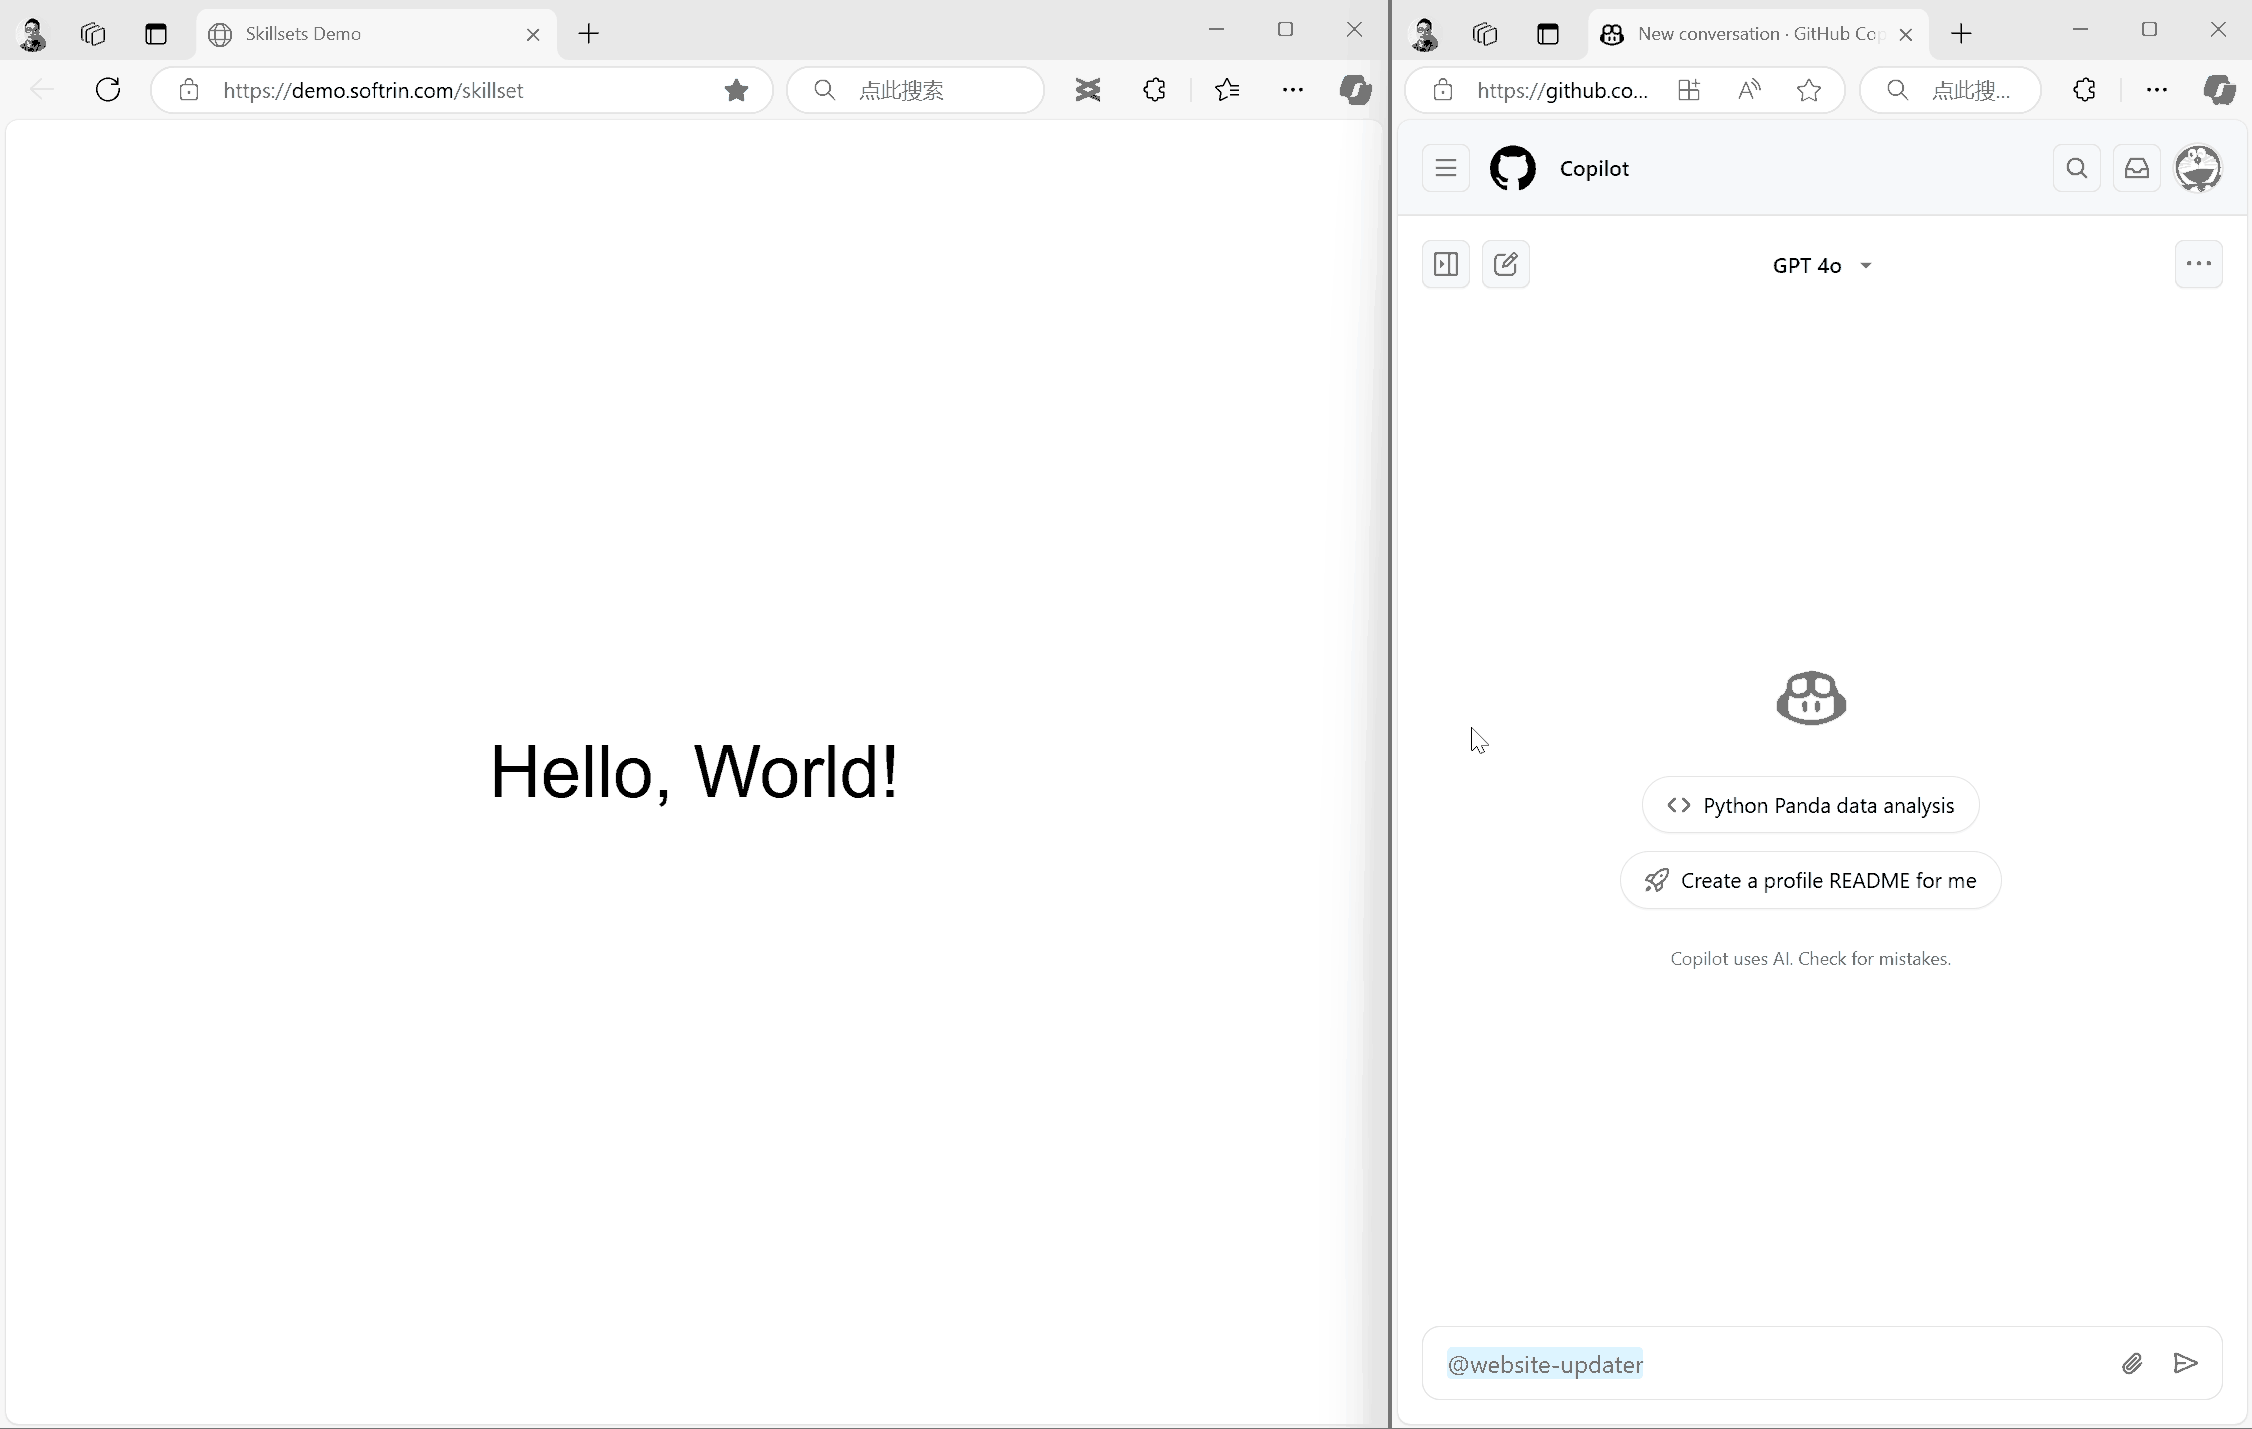 Skillsets Demo
https://demo.softrin.com/skillset
点此搜索
Hello, World!
New conversation · GitHub Cop
https://github.co...
点此搜...
Copilot
GPT 4o
Python Panda data analysis
Create a profile README for me
Copilot uses AI. Check for mistakes.
@website-updater